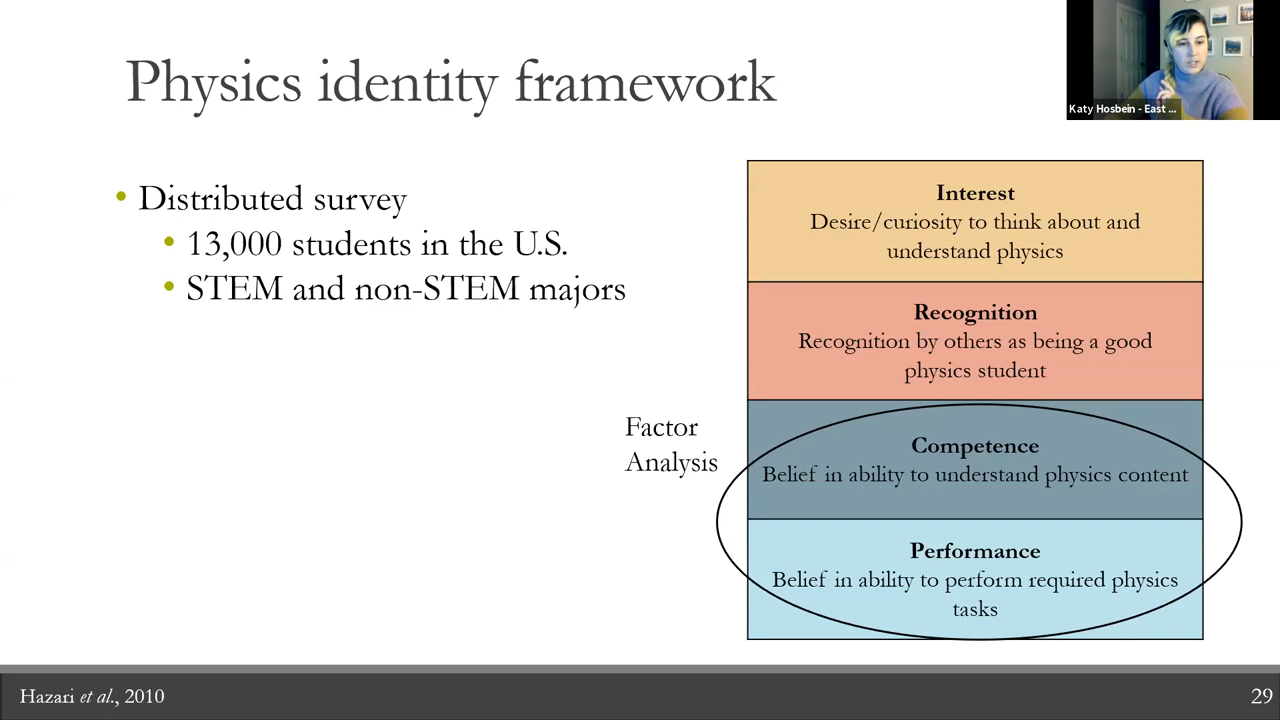 Physics identity framework
Katy Hosbein - East ...
• Distributed survey
• 13,000 students in the U.S.
• STEM and non-STEM majors
Interest
Desire/curiosity to think about and
understand physics
Recognition
Recognition by others as being a good
physics student
Factor
Analysis
Competence
Belief in ability to understand physics content
Performance
Belief in ability to perform required physics
tasks
Hazari et al., 2010
29